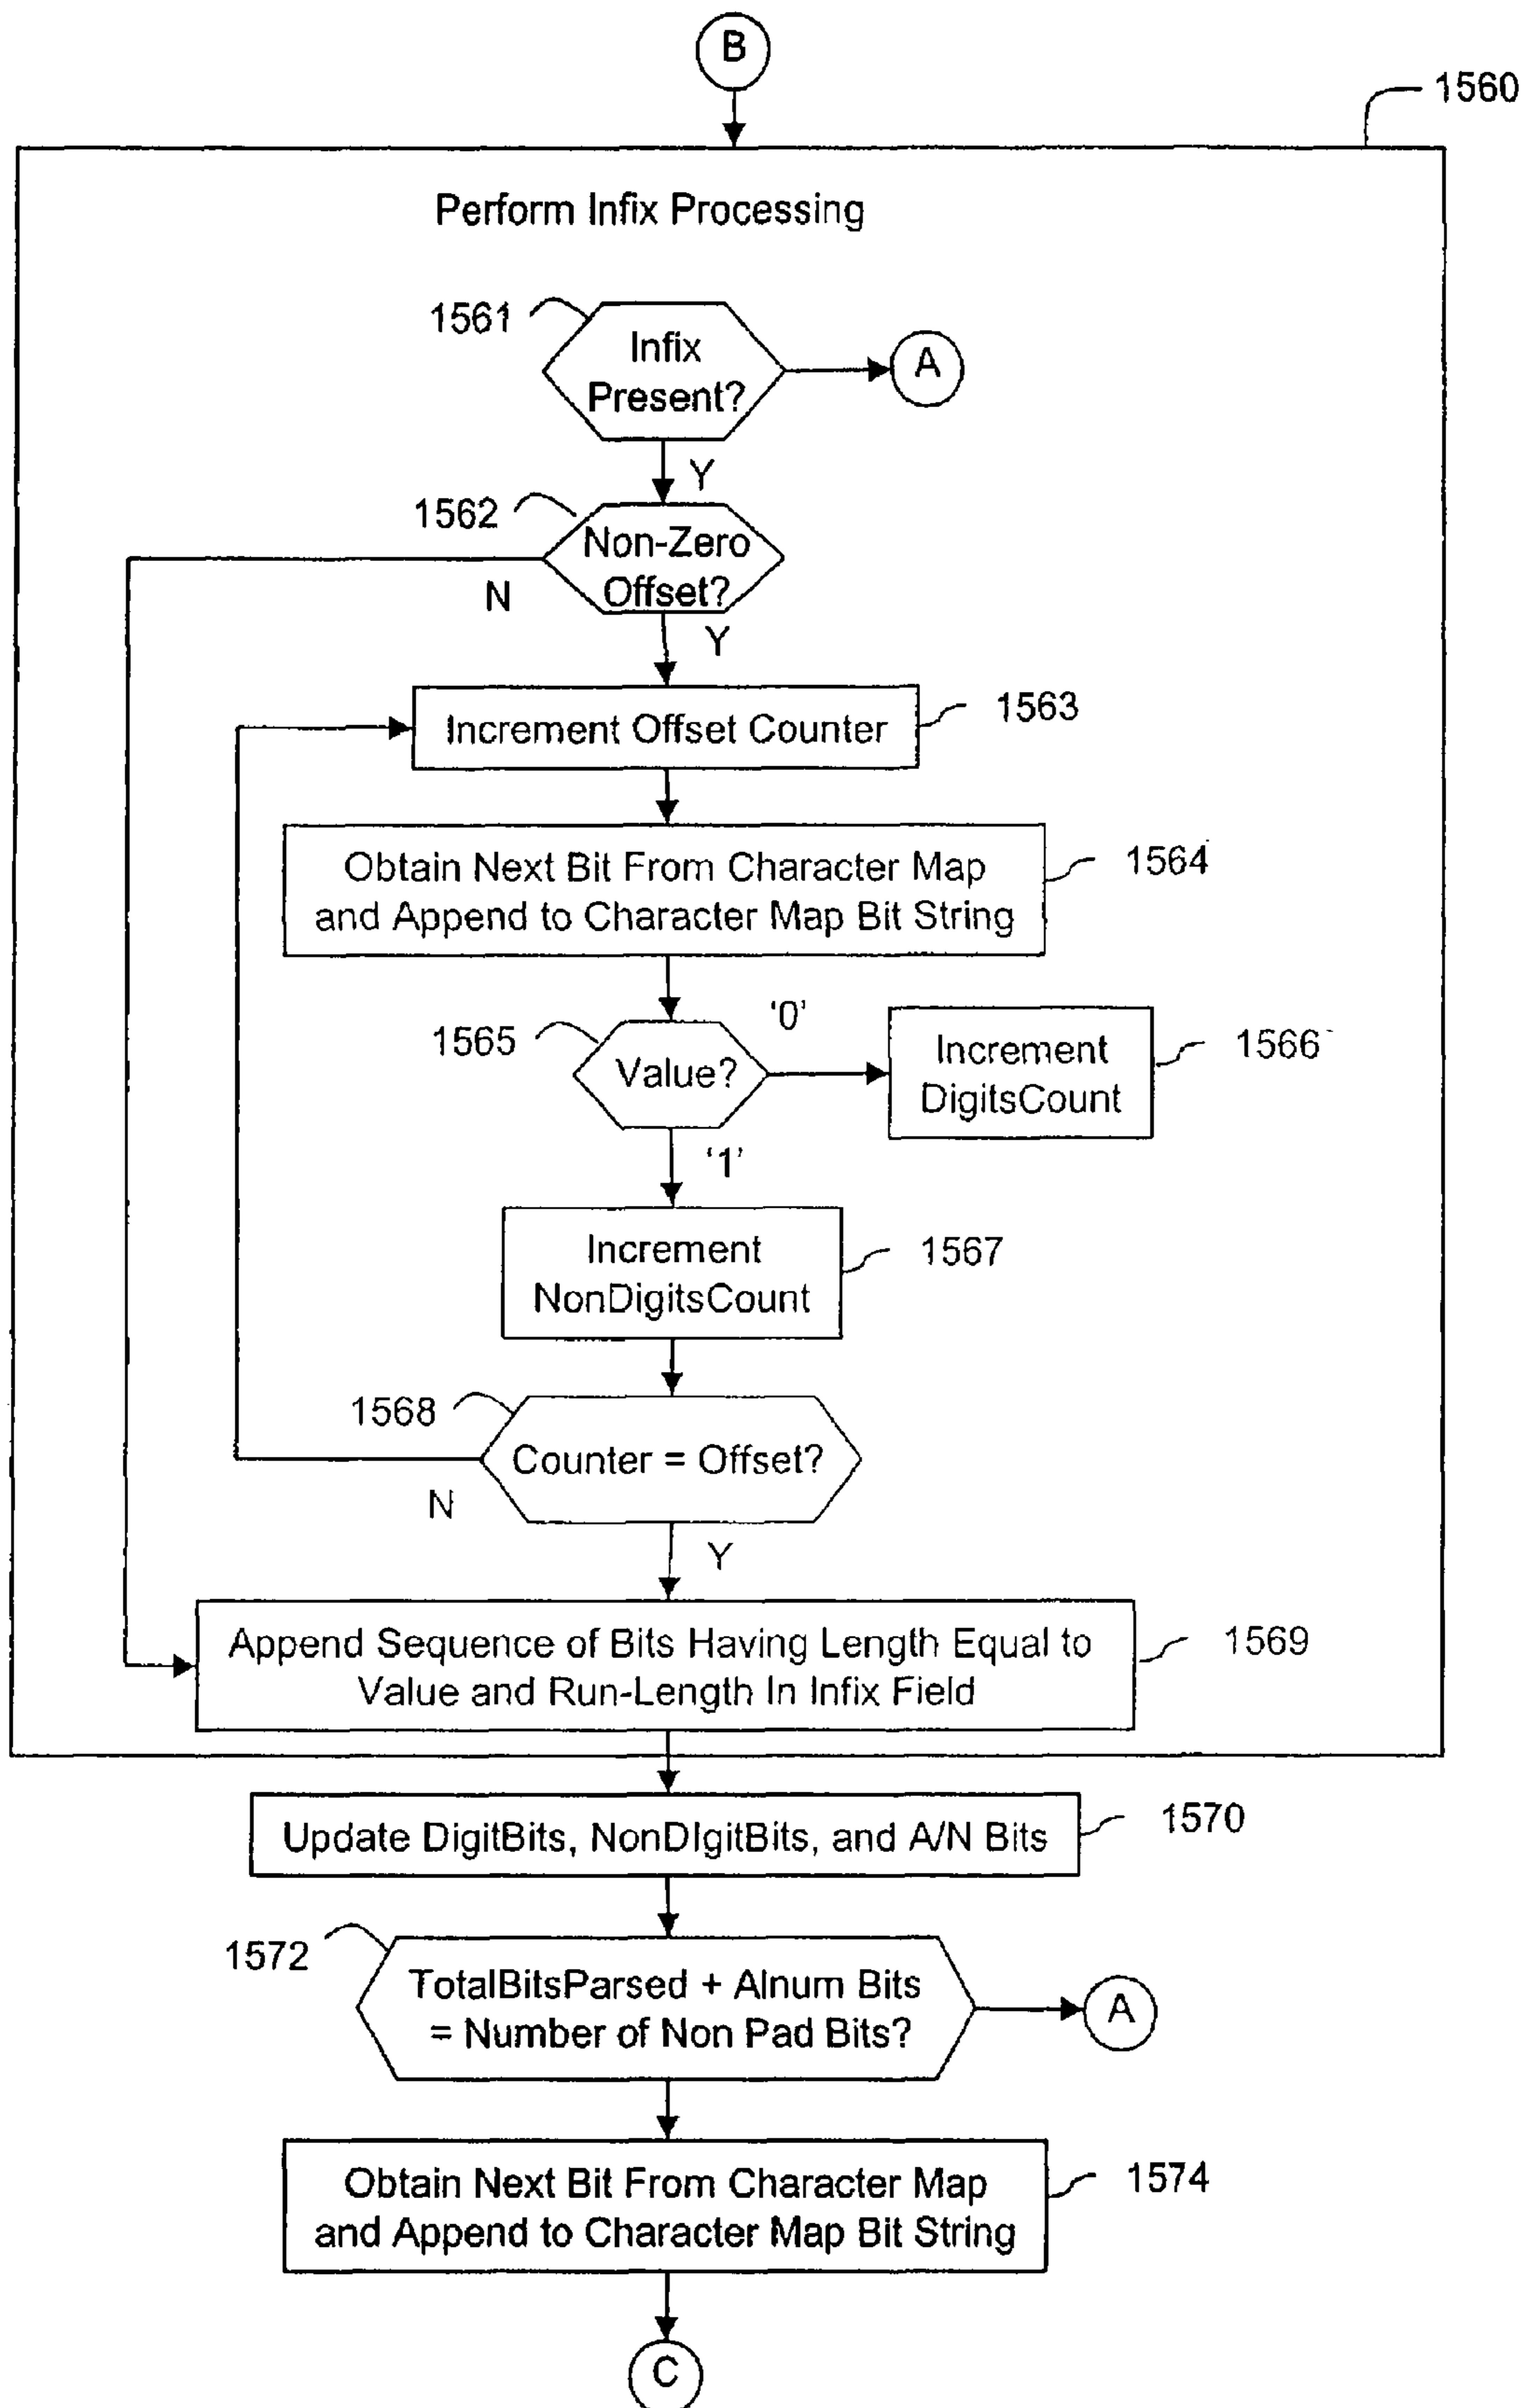 B
1560
Perform Infix Processing
1561
Infix
Present?
A
Y
1562
Non-Zero
Offset?
N
Y
Increment Offset Counter
1563
Obtain Next Bit From Character Map
and Append to Character Map Bit String
1564
1565
Value?
'0'
Increment
DigitsCount
1566
'1'
Increment
NonDigitsCount
1567
1568
Counter = Offset?
N
Y
Append Sequence of Bits Having Length Equal to
Value and Run-Length In Infix Field
1569
Update DigitBits, NonDIgitBits, and A/N Bits
1570
1572
TotalBitsParsed + Alnum Bits
= Number of Non Pad Bits?
A
Obtain Next Bit From Character Map
and Append to Character Map Bit String
1574
C